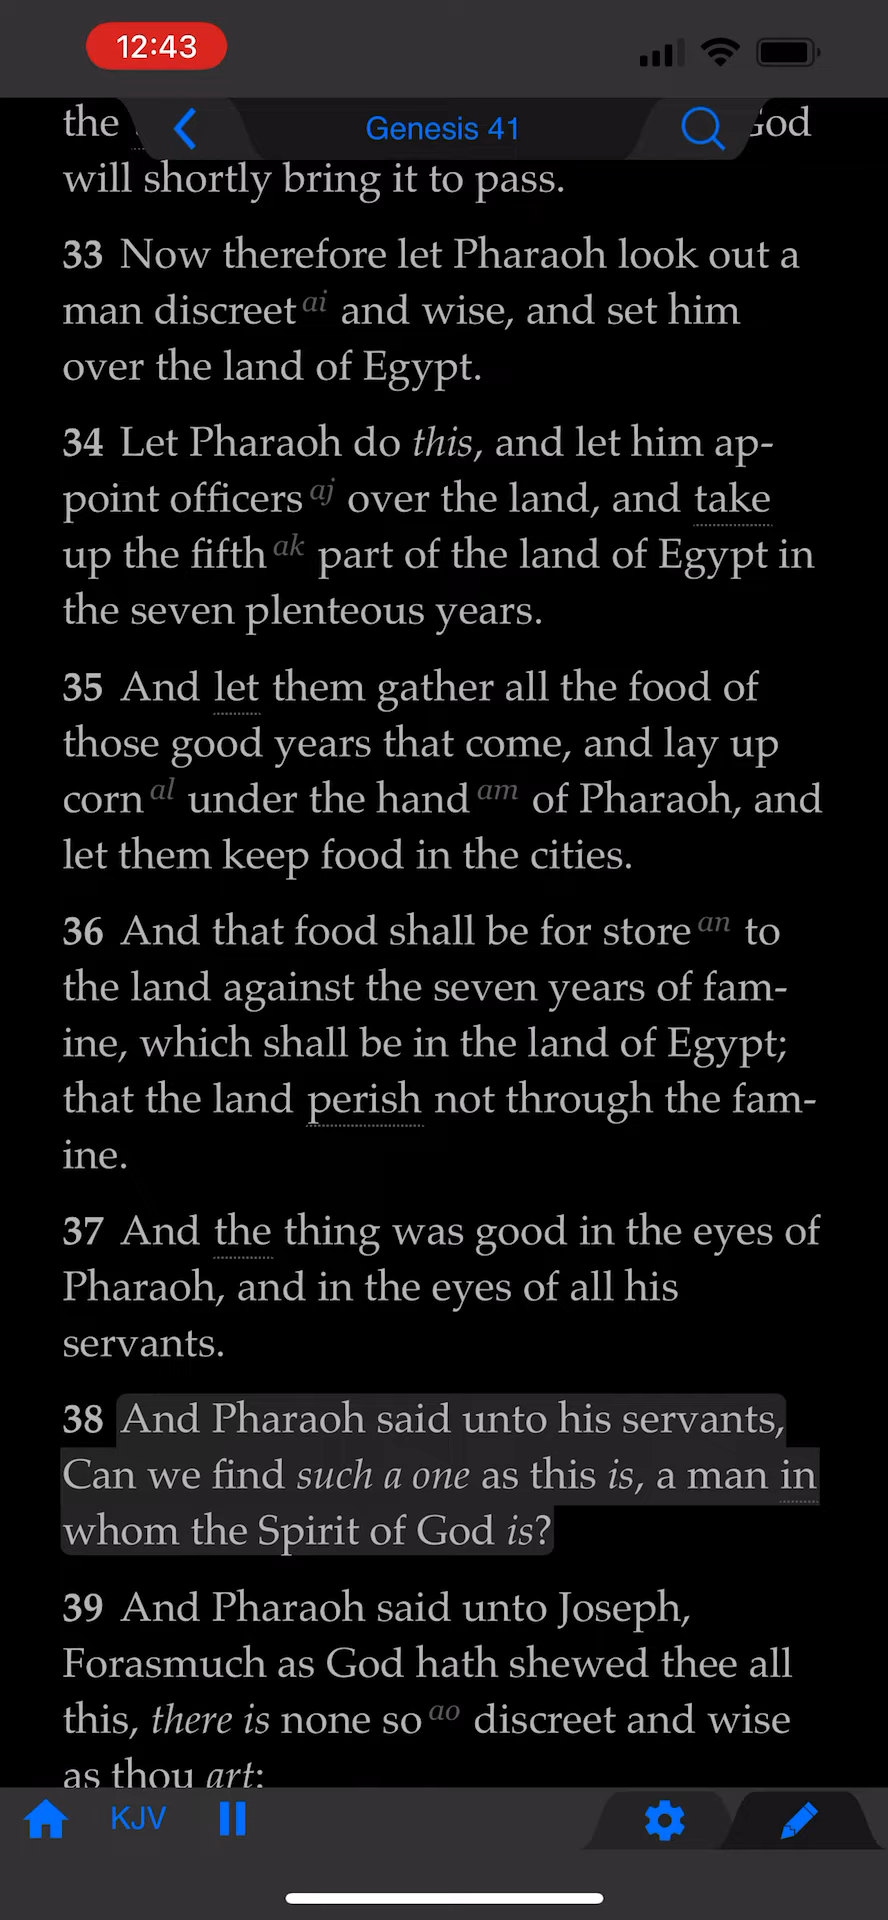 12:43
the
Genesis 41
God
will shortly bring it to pass.
33 Now therefore let Pharaoh look out a
man discreet ai and wise, and set him
over the land of Egypt.
34 Let Pharaoh do this, and let him ap-
point officers aj over the land, and take
up the fifth ak part of the land of Egypt in
the seven plenteous years.
35 And let them gather all the food of
those good years that come, and lay up
corn al under the hand am of Pharaoh, and
let them keep food in the cities.
36 And that food shall be for store an to
the land against the seven years of fam-
ine, which shall be in the land of Egypt;
that the land perish not through the fam-
ine.
37 And the thing was good in the eyes of
Pharaoh, and in the eyes of all his
servants.
38 And Pharaoh said unto his servants,
Can we find such a one as this is, a man in
whom the Spirit of God is?
39 And Pharaoh said unto Joseph,
Forasmuch as God hath shewed thee all
this, there is none so ao discreet and wise
as thou art:
KJV